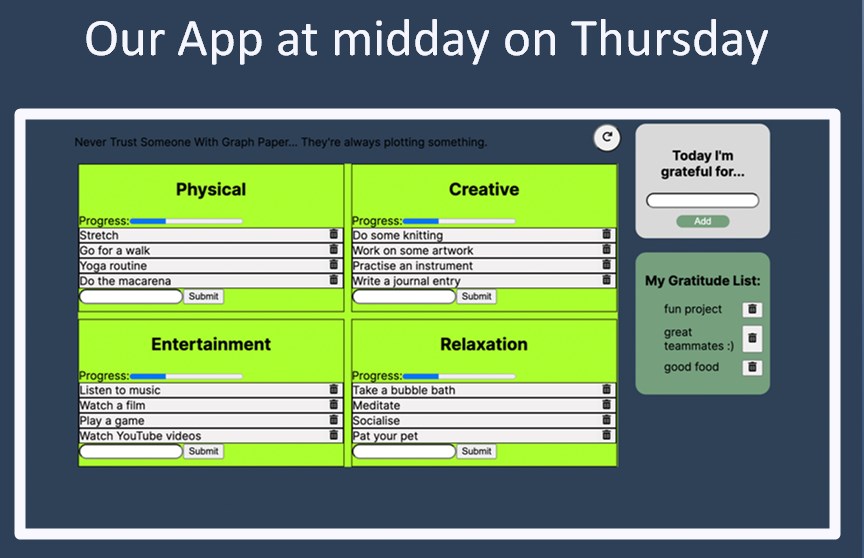 Our App at midday on Thursday
Never Trust Someone With Graph Paper... They're always plotting something.
Physical
Progress:
Stretch
Go for a walk
Yoga routine
Do the macarena
Submit
Creative
Progress:
Do some knitting
Work on some artwork
Practise an instrument
Write a journal entry
Submit
Entertainment
Progress:
Listen to music
Watch a film
Play a game
Watch YouTube videos
Submit
Relaxation
Progress:
Take a bubble bath
Meditate
Socialise
Pat your pet
Submit
Today I'm
grateful for...
Add
My Gratitude List:
fun project
great
teammates :)
good food